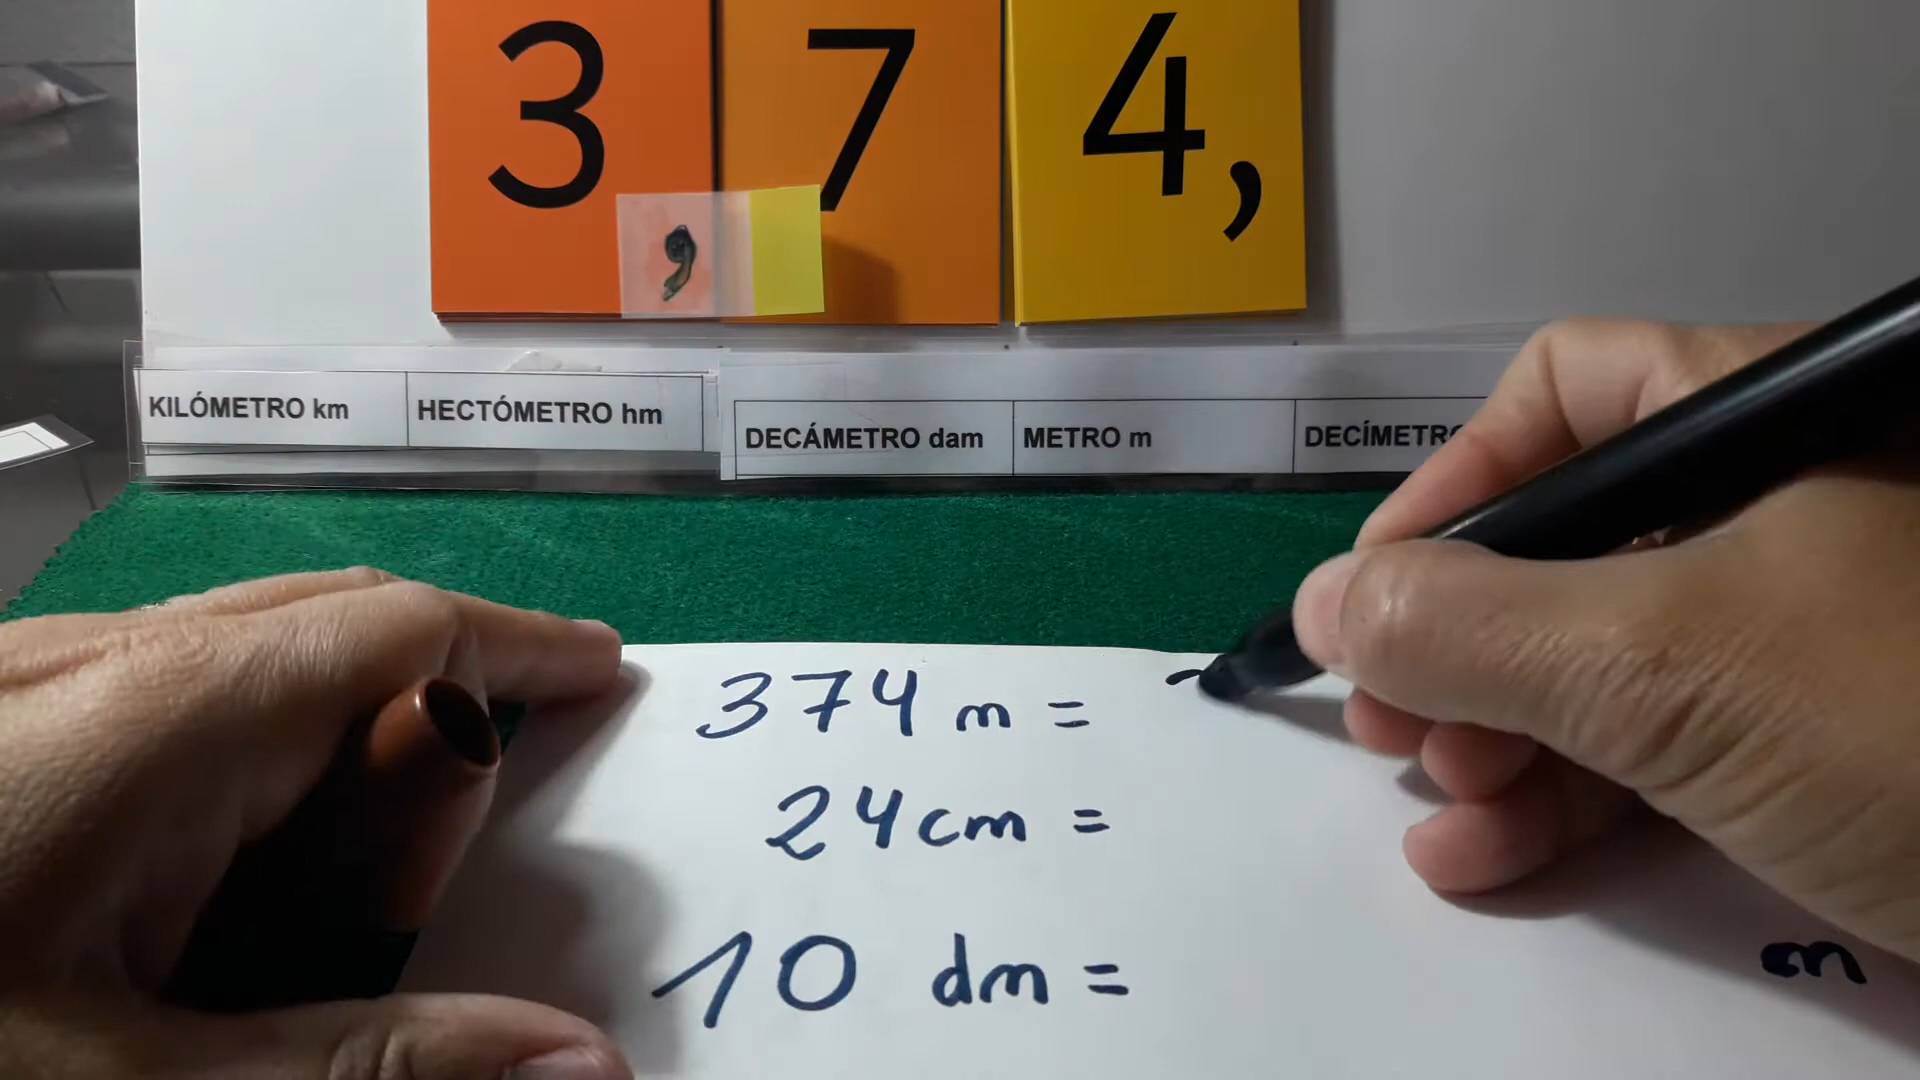 3 , 7 4,
KILÓMETRO km HECTÓMETRO hm DECÁMETRO dam METRO m
374 m =
24 cm =
10 dm =
m